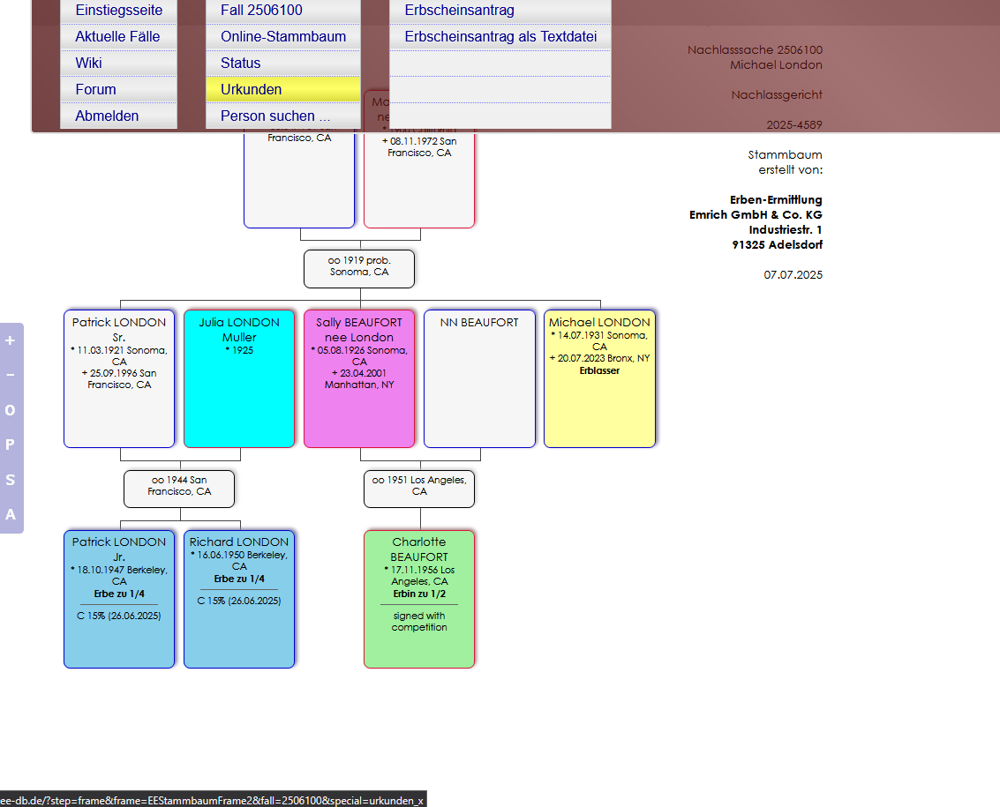 Einstiegsseite
Aktuelle Fälle
Wiki
Forum
Abmelden
Fall 2506100
Online-Stammbaum
Status
Urkunden
Person suchen ...
Erbscheinsantrag
Erbscheinsantrag als Textdatei
Nachlasssache 2506100
Michael London
Nachlassgericht
2025-4589
Stammbaum
erstellt von:
Erben-Ermittlung
Emrich GmbH & Co. KG
Industriestr. 1
91325 Adelsdorf
07.07.2025
Francisco, CA
+ 08.11.1972 San
Francisco, CA
oo 1919 prob.
Sonoma, CA
Patrick LONDON
Sr.
* 11.03.1921 Sonoma,
CA
+ 25.09.1996 San
Francisco, CA
Julia LONDON
Muller
* 1925
Sally BEAUFORT
nee London
* 05.08.1926 Sonoma,
CA
+ 23.04.2001
Manhattan, NY
NN BEAUFORT
Michael LONDON
* 14.07.1931 Sonoma,
CA
+ 20.07.2023 Bronx, NY
Erblasser
oo 1944 San
Francisco, CA
oo 1951 Los Angeles,
CA
Patrick LONDON
Jr.
* 18.10.1947 Berkeley,
CA
Erbe zu 1/4
C 15% (26.06.2025)
Richard LONDON
* 16.06.1950 Berkeley,
CA
Erbe zu 1/4
C 15% (26.06.2025)
Charlotte
BEAUFORT
* 17.11.1956 Los
Angeles, CA
Erbin zu 1/2
signed with
competition
+
−
O
P
S
A
ee-db.de/?step=frame&frame=EEStammbaumFrame2&fall=2506100&special=urkunden_x